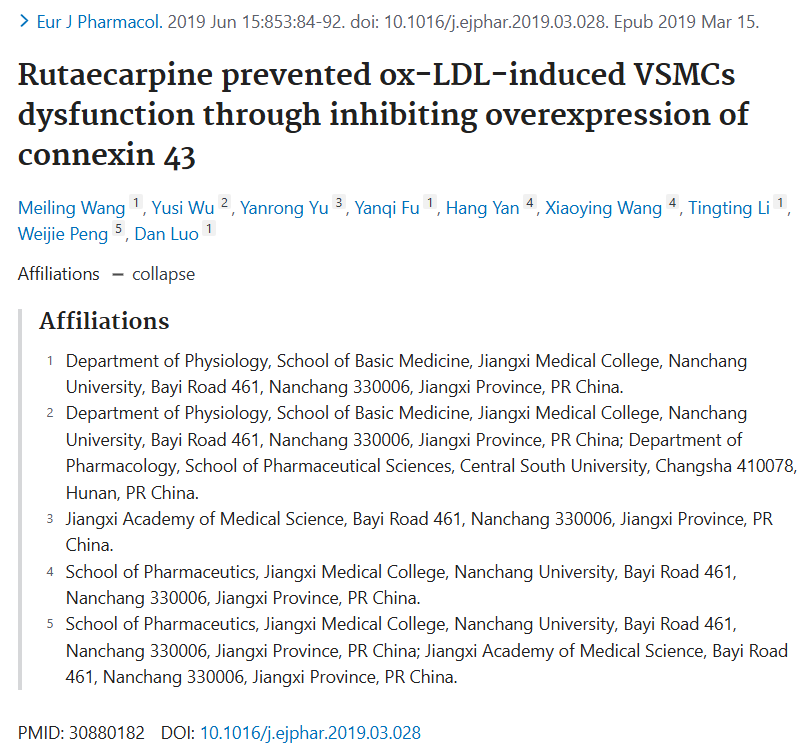 Eur J Pharmacol. 2019 Jun 15:853:84-92. doi: 10.1016/j.ejphar.2019.03.028. Epub 2019 Mar 15.
Rutaecarpine prevented ox-LDL-induced VSMCs
dysfunction through inhibiting overexpression of
connexin 43
Meiling Wang 1, Yusi Wu 2, Yanrong Yu 3, Yanqi Fu 1, Hang Yan 4, Xiaoying Wang 4, Tingting Li 1,
Weijie Peng 5, Dan Luo 1
Affiliations — collapse
Affiliations
1 Department of Physiology, School of Basic Medicine, Jiangxi Medical College, Nanchang
University, Bayi Road 461, Nanchang 330006, Jiangxi Province, PR China.
2 Department of Physiology, School of Basic Medicine, Jiangxi Medical College, Nanchang
University, Bayi Road 461, Nanchang 330006, Jiangxi Province, PR China; Department of
Pharmacology, School of Pharmaceutical Sciences, Central South University, Changsha 410078,
Hunan, PR China.
3 Jiangxi Academy of Medical Science, Bayi Road 461, Nanchang 330006, Jiangxi Province, PR
China.
4 School of Pharmaceutics, Jiangxi Medical College, Nanchang University, Bayi Road 461,
Nanchang 330006, Jiangxi Province, PR China.
5 School of Pharmaceutics, Jiangxi Medical College, Nanchang University, Bayi Road 461,
Nanchang 330006, Jiangxi Province, PR China; Jiangxi Academy of Medical Science, Bayi Road
461, Nanchang 330006, Jiangxi Province, PR China.
PMID: 30880182 DOI: 10.1016/j.ejphar.2019.03.028